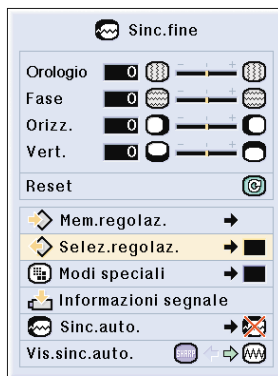 Sinc.fine
Orologio 0 - +
Fase 0 - +
Orizz. 0 - +
Vert. 0 - +
Reset
Mem.regolaz.
Selez.regolaz.
Modi speciali
Informazioni segnale
Sinc.auto.
Vis.sinc.auto. SHARP